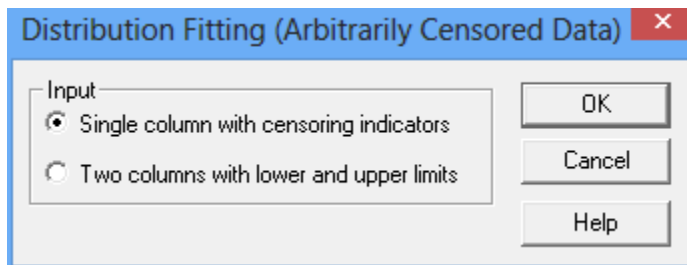 Distribution Fitting (Arbitrarily Censored Data)
Input
Single column with censoring indicators
Two columns with lower and upper limits
OK
Cancel
Help